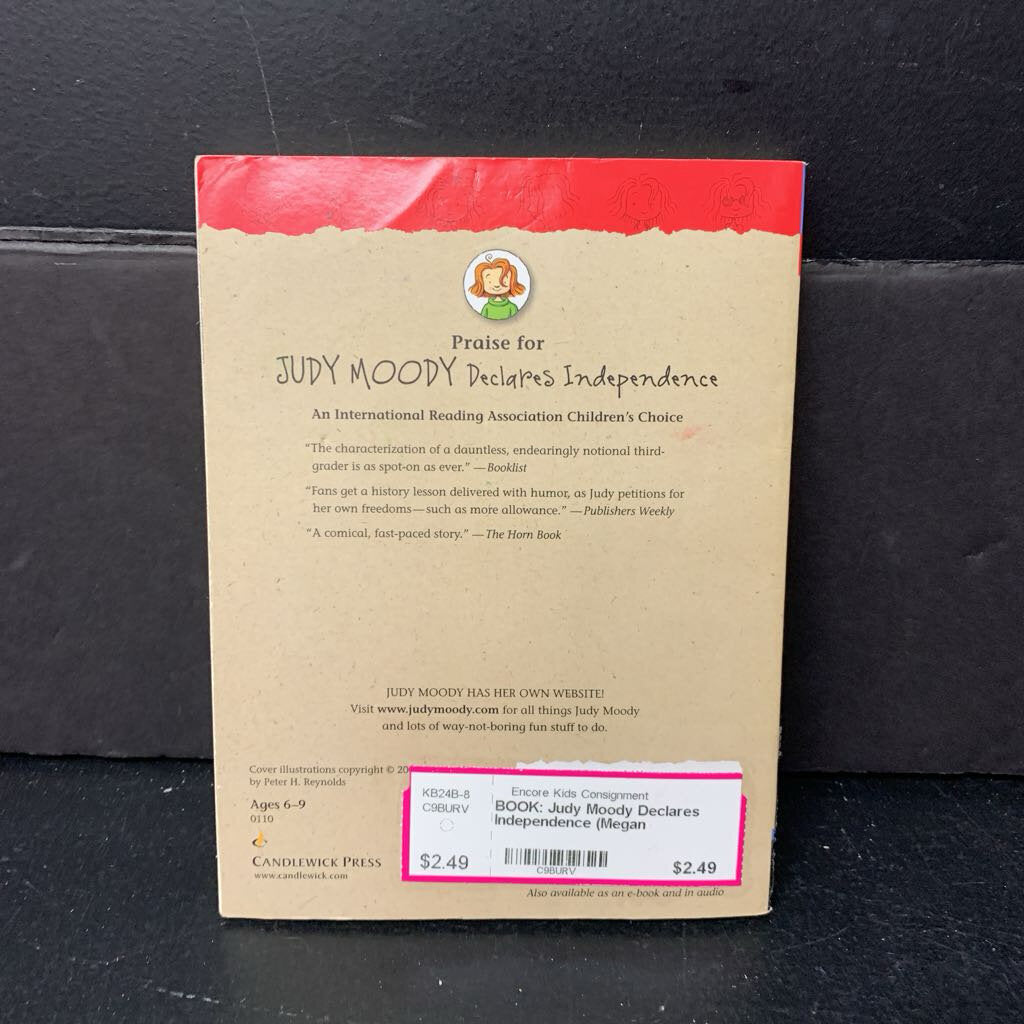 Praise for
JUDY MOODY Declares Independence
An International Reading Association Children's Choice
“The characterization of a dauntless, endearingly notional third-
grader is as spot-on as ever.” —Booklist
“Fans get a history lesson delivered with humor, as Judy petitions for
her own freedoms—such as more allowance.” —Publishers Weekly
“A comical, fast-paced story.” —The Horn Book
JUDY MOODY HAS HER OWN WEBSITE!
Visit www.judymoody.com for all things Judy Moody
and lots of way-not-boring fun stuff to do.
Cover illustrations copyright © 20
by Peter H. Reynolds
Ages 6–9
0110
CANDLEWICK PRESS
www.candlewick.com
KB24B-8
C9BURV
$2.49
Encore Kids Consignment
BOOK: Judy Moody Declares
Independence (Megan
C9BURV
$2.49
Also available as an e-book and in audio